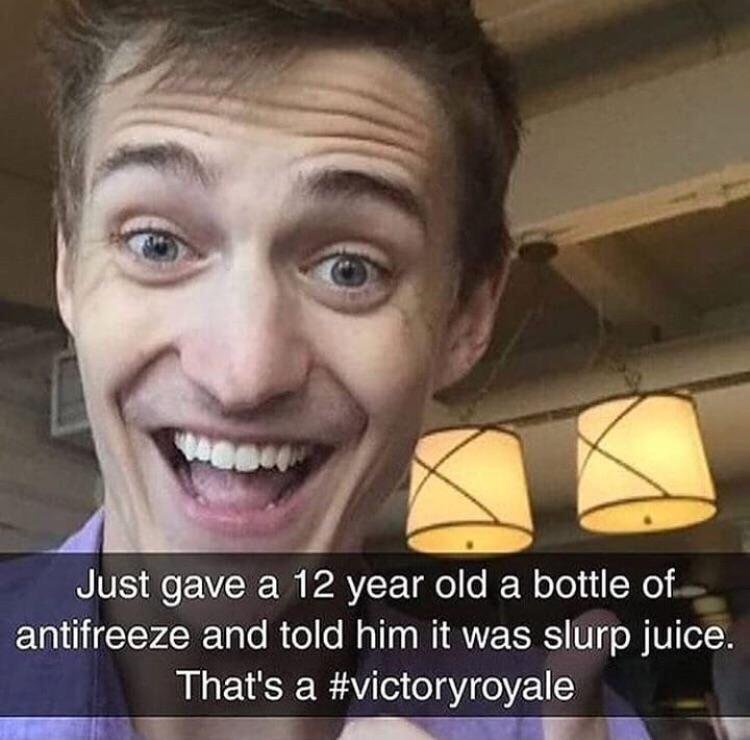 Just gave a 12 year old a bottle of
antifreeze and told him it was slurp juice.
That's a #victoryroyale